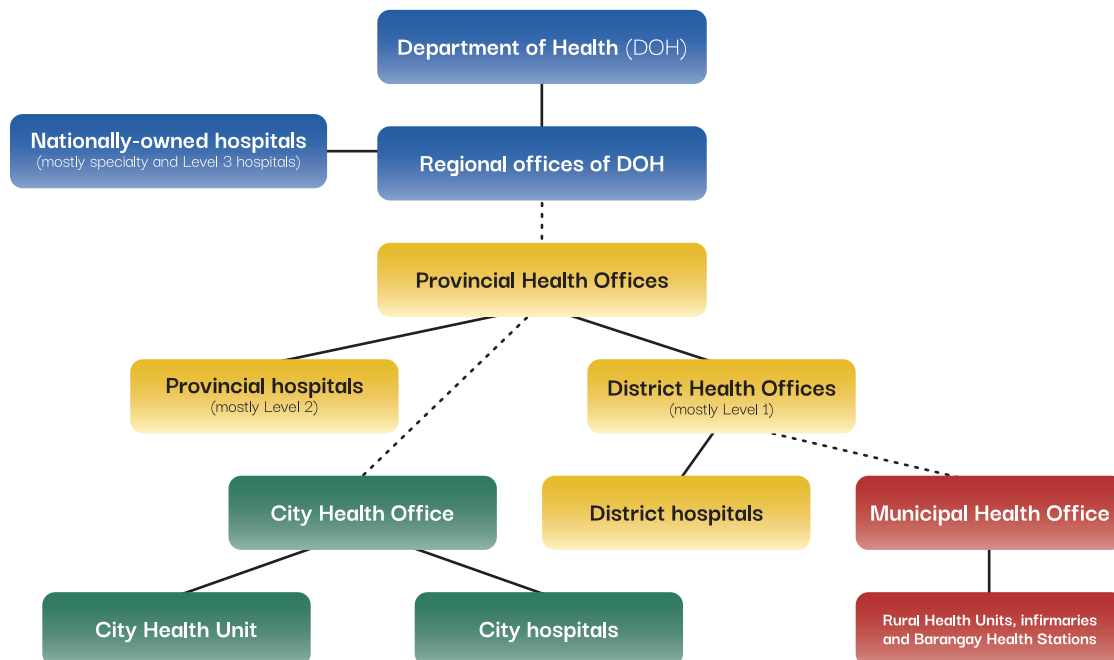 Department of Health (DOH)
Nationally-owned hospitals
(mostly specialty and Level 3 hospitals)
Regional offices of DOH
Provincial Health Offices
Provincial hospitals
(mostly Level 2)
District Health Offices
(mostly Level 1)
City Health Office
District hospitals
Municipal Health Office
City Health Unit
City hospitals
Rural Health Units, infirmaries
and Barangay Health Stations